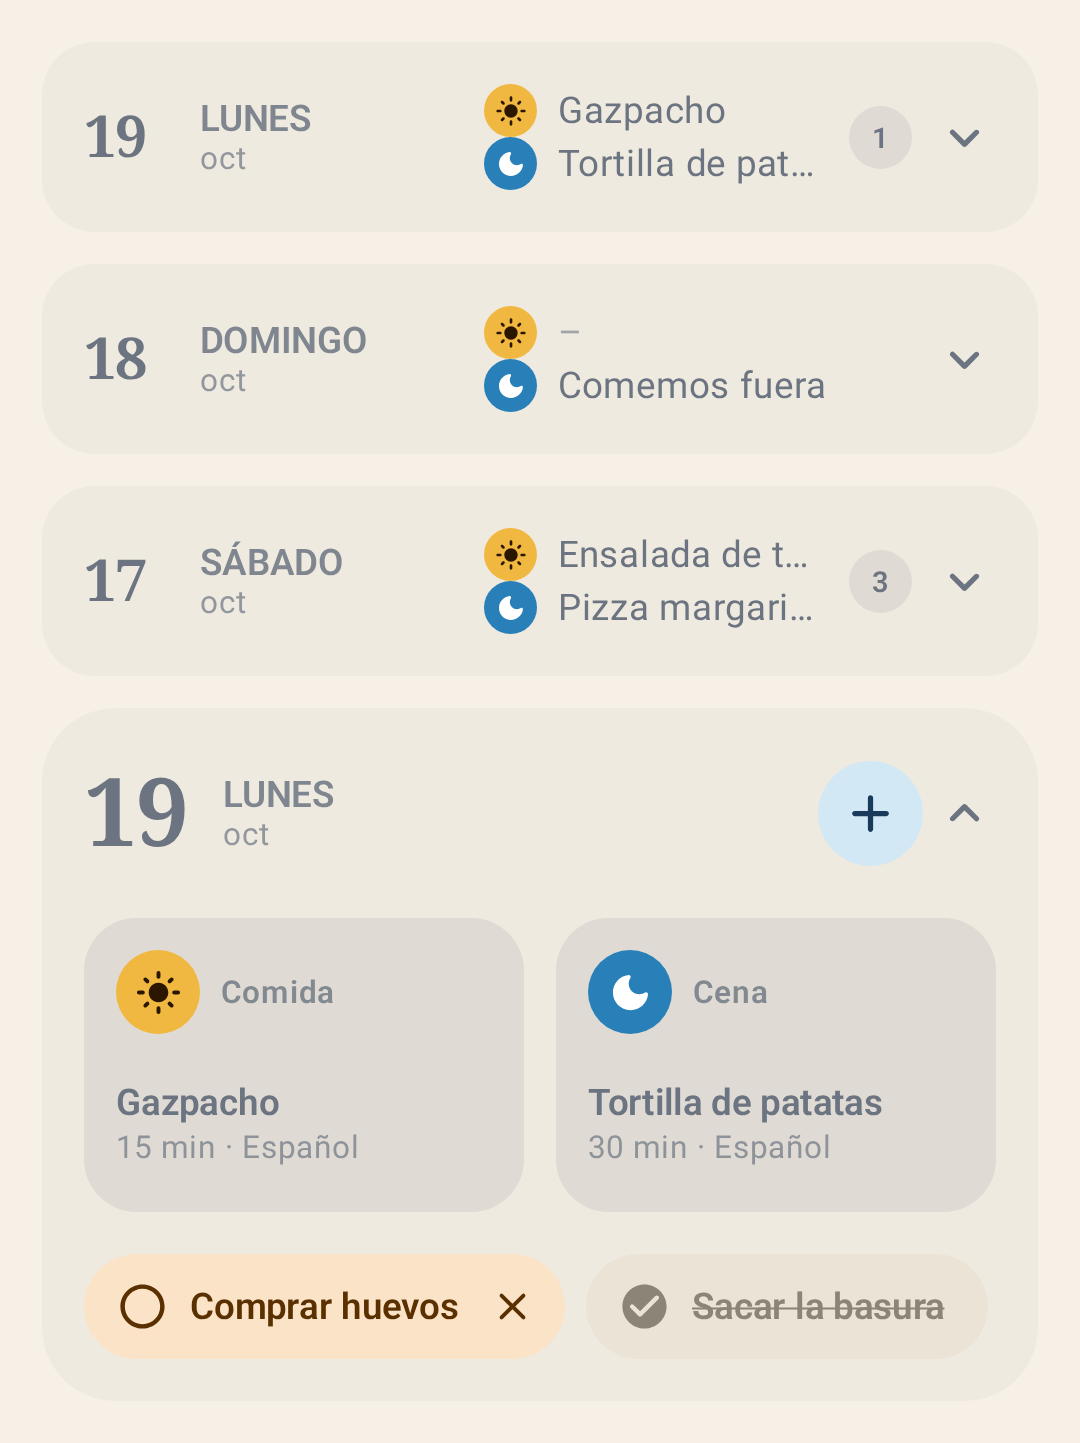 19 LUNES
oct
Gazpacho
Tortilla de pat...
1
18 DOMINGO
oct
–
Comemos fuera
17 SÁBADO
oct
Ensalada de t...
Pizza margari...
3
19 LUNES
oct
Comida
Gazpacho
15 min · Español
Cena
Tortilla de patatas
30 min · Español
Comprar huevos
Sacar la basura